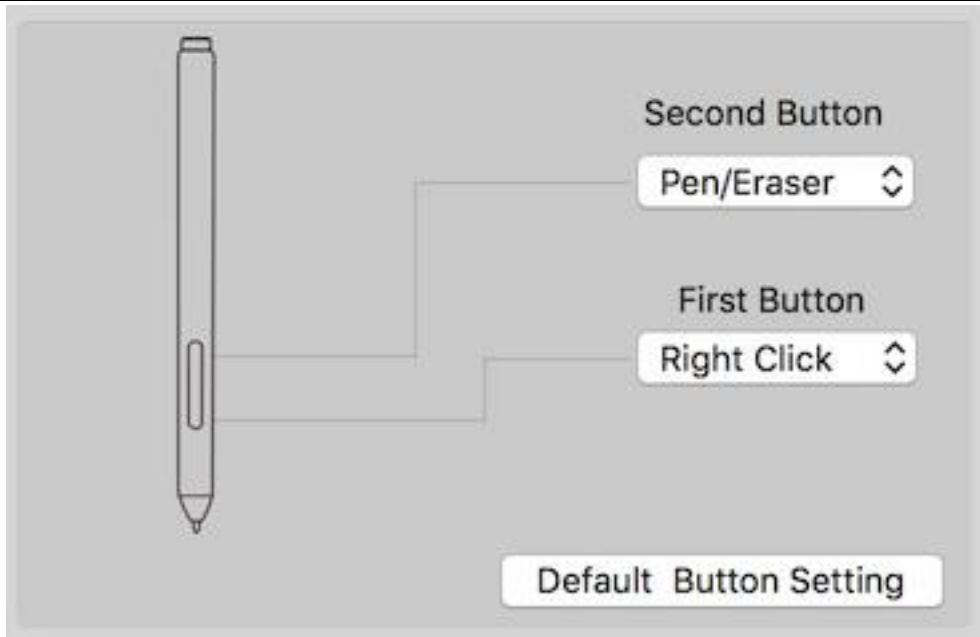 Second Button
Pen/Eraser
First Button
Right Click
Default Button Setting